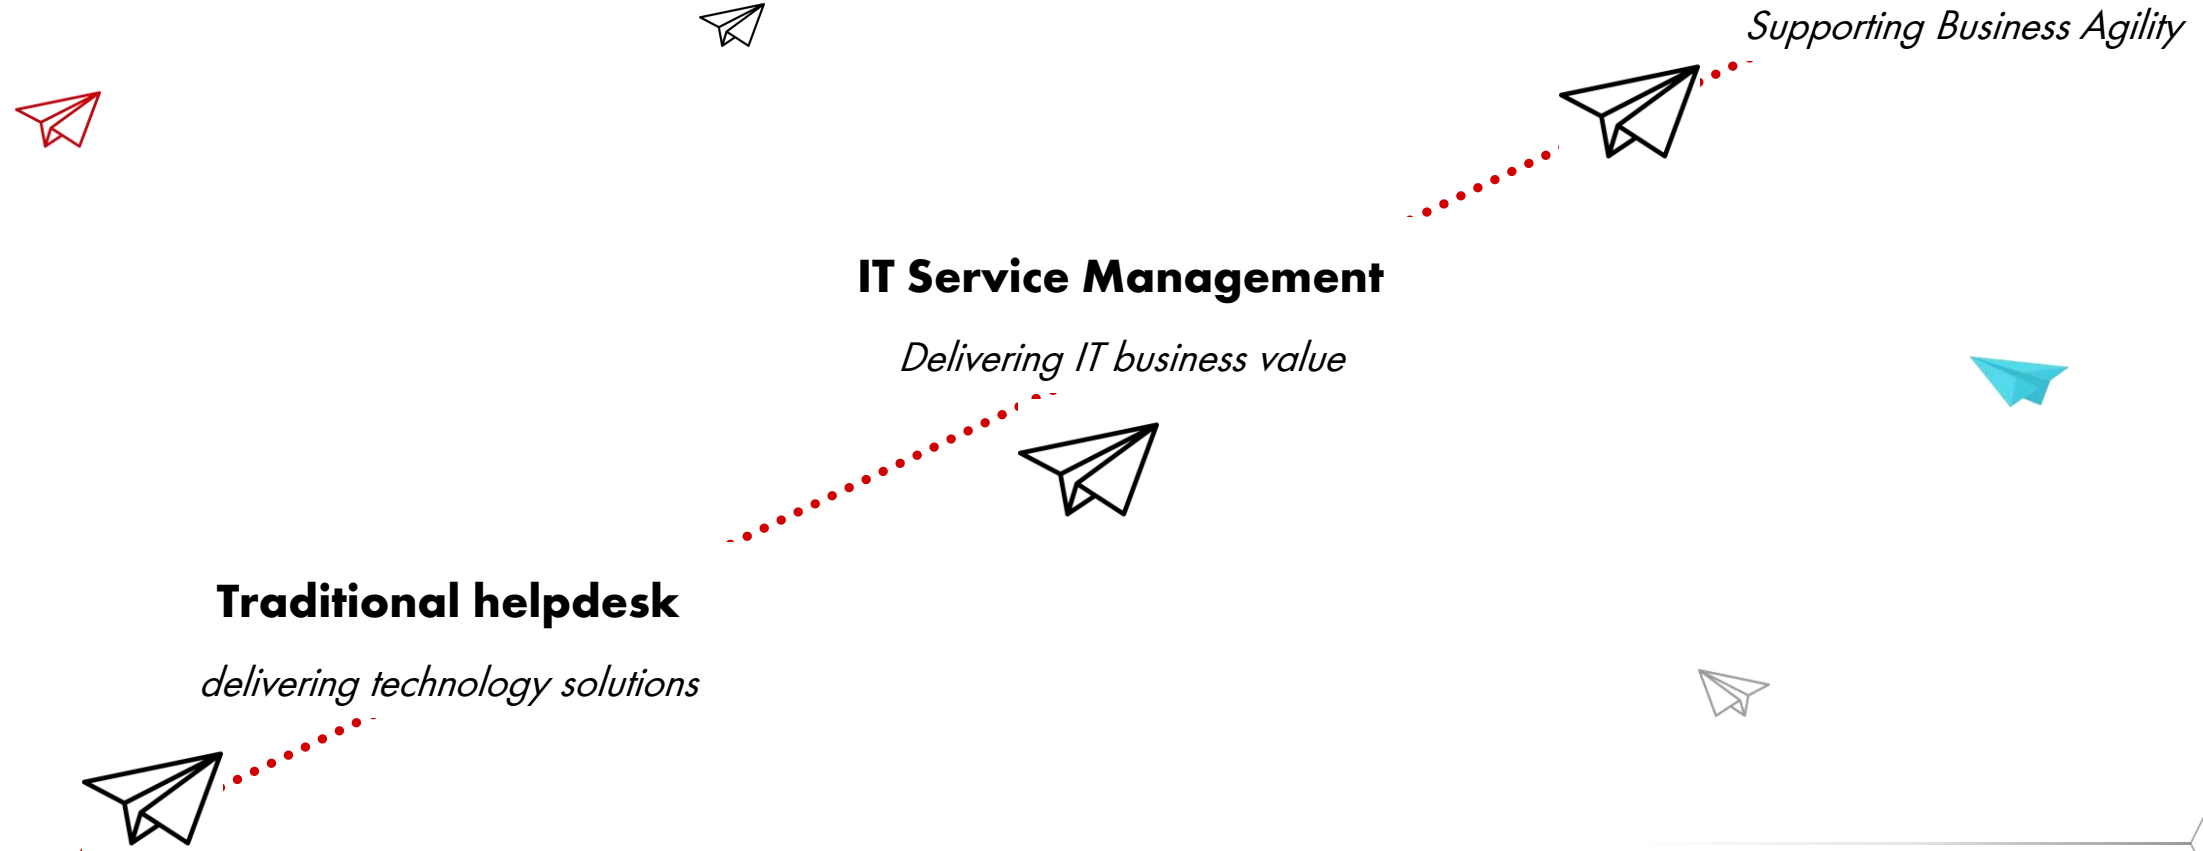 Supporting Business Agility
IT Service Management
Delivering IT business value
Traditional helpdesk
delivering technology solutions